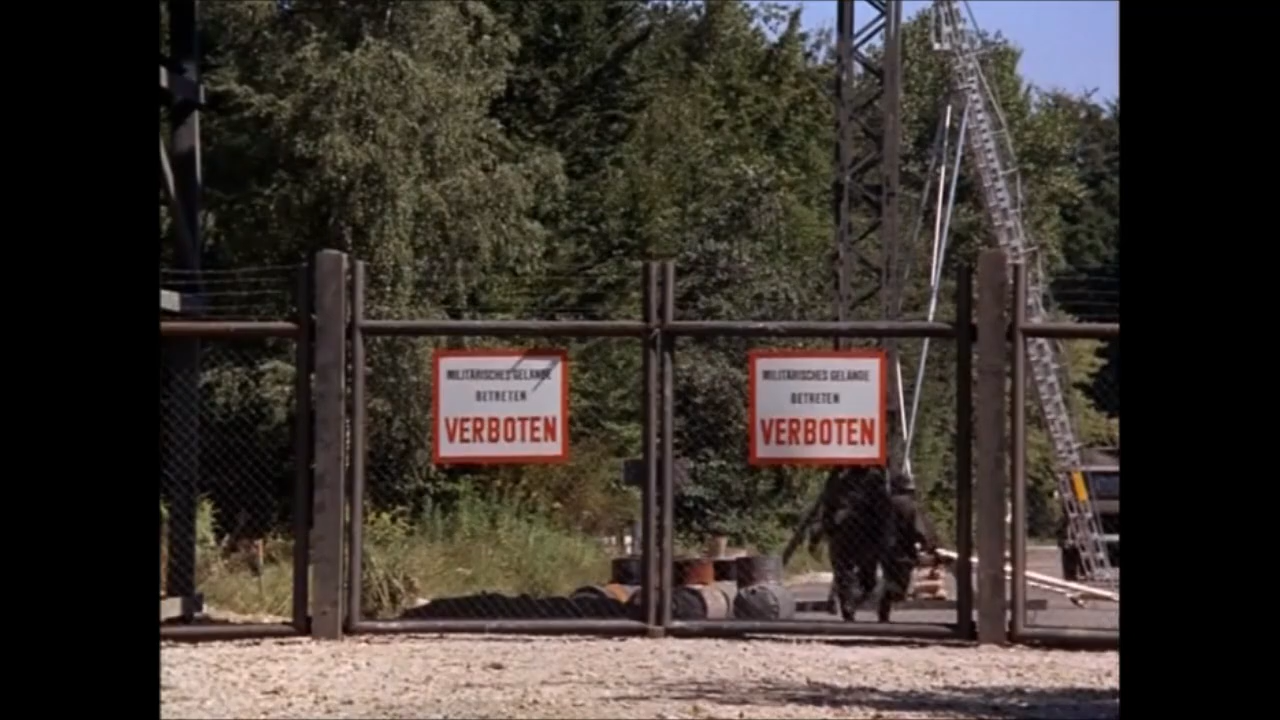 MILITÄRISCHES GELÄNDE
BETRETEN
VERBOTEN
MILITÄRISCHES GELÄNDE
BETRETEN
VERBOTEN